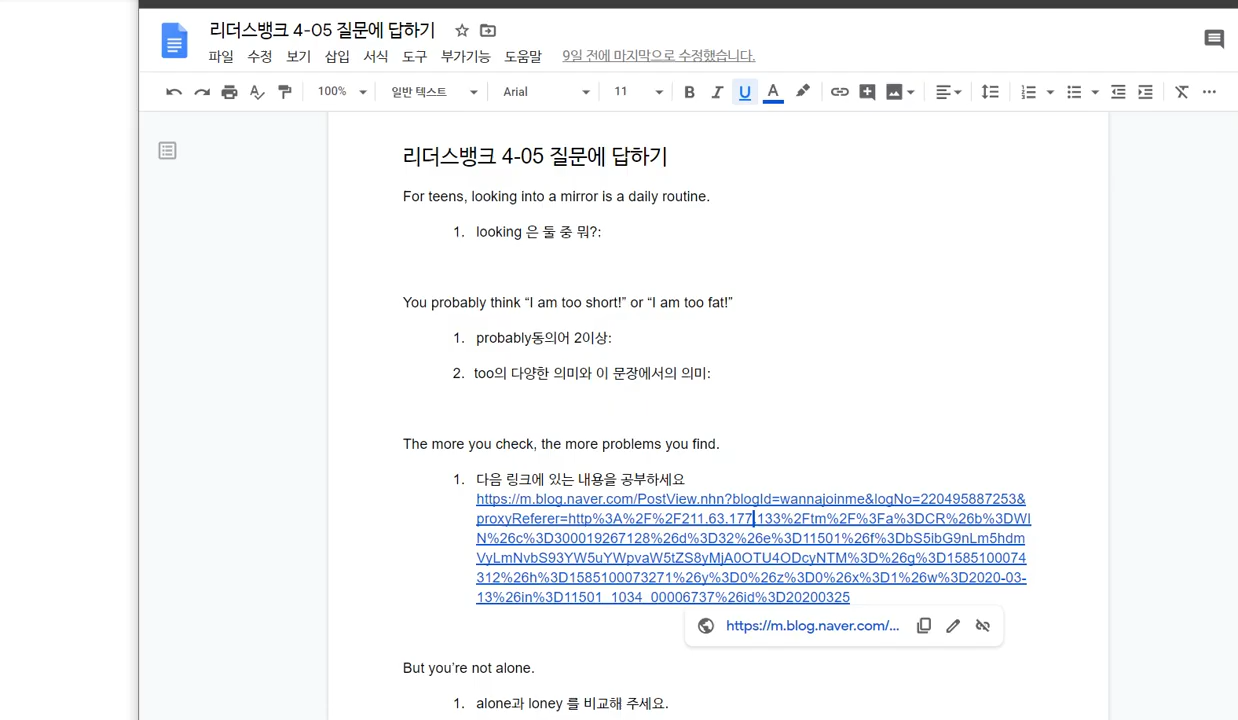 리더스뱅크 4-05 질문에 답하기
파일 수정 보기 삽입 서식 도구 부가기능 도움말 9일 전에 마지막으로 수정했습니다.
100% 일반 텍스트 Arial 11 B I U A
리더스뱅크 4-05 질문에 답하기
For teens, looking into a mirror is a daily routine.
1. looking 은 둘 중 뭐?:
You probably think “I am too short!” or “I am too fat!”
1. probably동의어 2이상:
2. too의 다양한 의미와 이 문장에서의 의미:
The more you check, the more problems you find.
1. 다음 링크에 있는 내용을 공부하세요
https://m.blog.naver.com/PostView.nhn?blogId=wannajoinme&logNo=220495887253&
proxyReferer=http%3A%2F%2F211.63.177.133%2Ftm%2F%3Fa%3DCR%26b%3DWI
N%26c%3D300019267128%26d%3D32%26e%3D11501%26f%3DbS5ibG9nLm5hdm
VyLmNvbS93YW5uYWpvaW5tZS8yMjA0OTU4ODcyNTM%3D%26g%3D1585100074
312%26h%3D1585100073271%26y%3D0%26z%3D0%26x%3D1%26w%3D2020-03-
13%26in%3D11501_1034_00006737%26id%3D20200325
https://m.blog.naver.com/...
But you’re not alone.
1. alone과 loney 를 비교해 주세요.